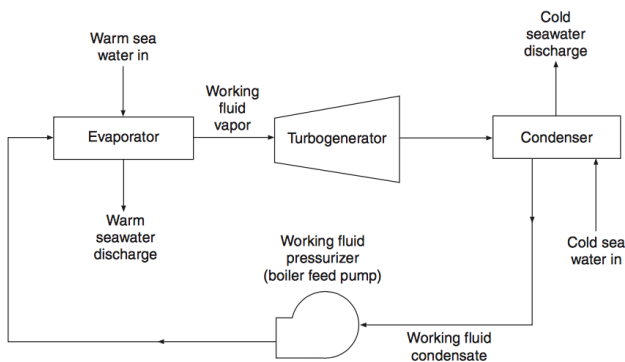 Cold
seawater
discharge
Warm sea
water in
Working
fluid
vapor
Evaporator
Turbogenerator
Condenser
Warm
seawater
discharge
Working fluid
pressurizer
(boiler feed pump)
Cold sea
water in
Working fluid
condensate